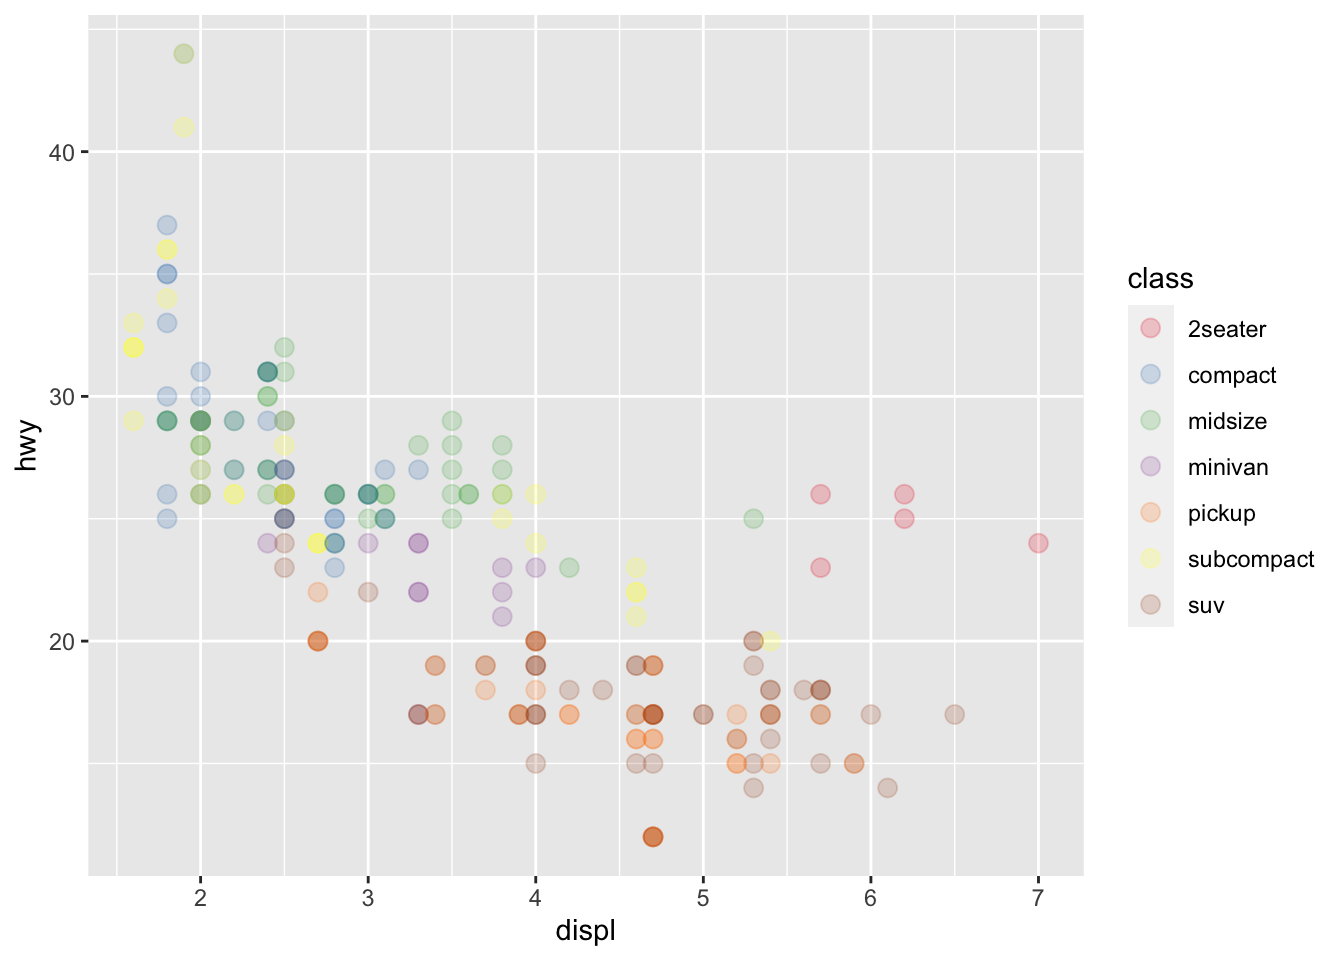 40
30
20
hwy
2 3 4 5 6 7
displ
class
2seater
compact
midsize
minivan
pickup
subcompact
suv